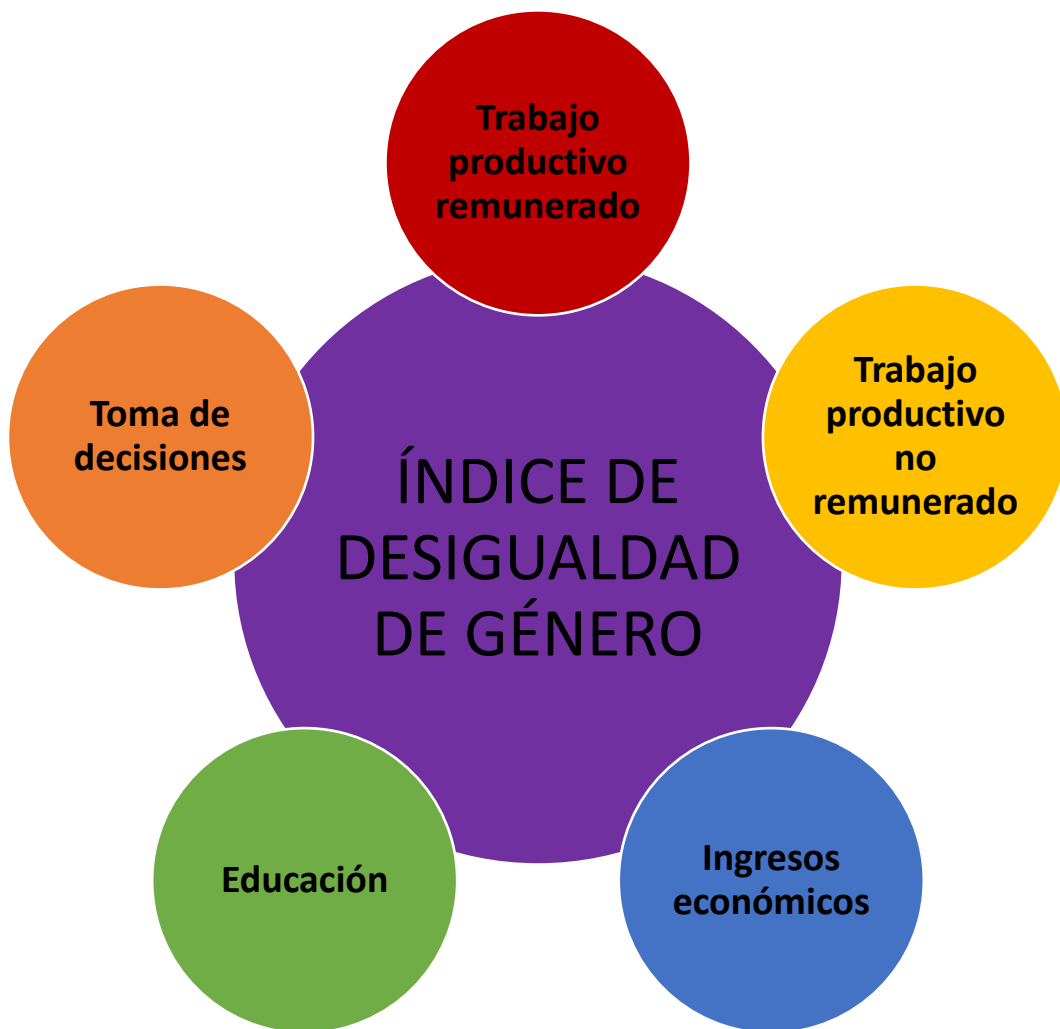 Trabajo
productivo
remunerado
Trabajo
productivo
no
remunerado
Toma de
decisiones
ÍNDICE DE
DESIGUALDAD
DE GÉNERO
Ingresos
económicos
Educación